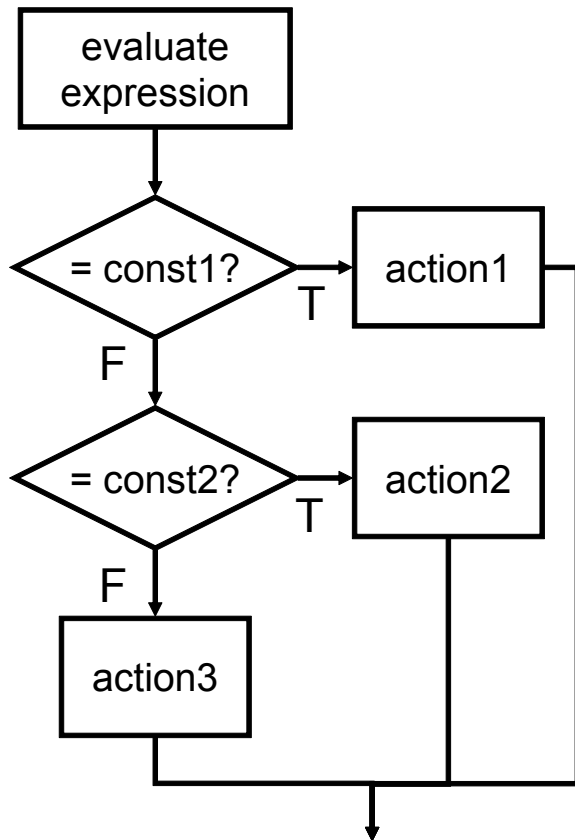 evaluate
expression
= const1?
T
action1
F
= const2?
T
action2
F
action3